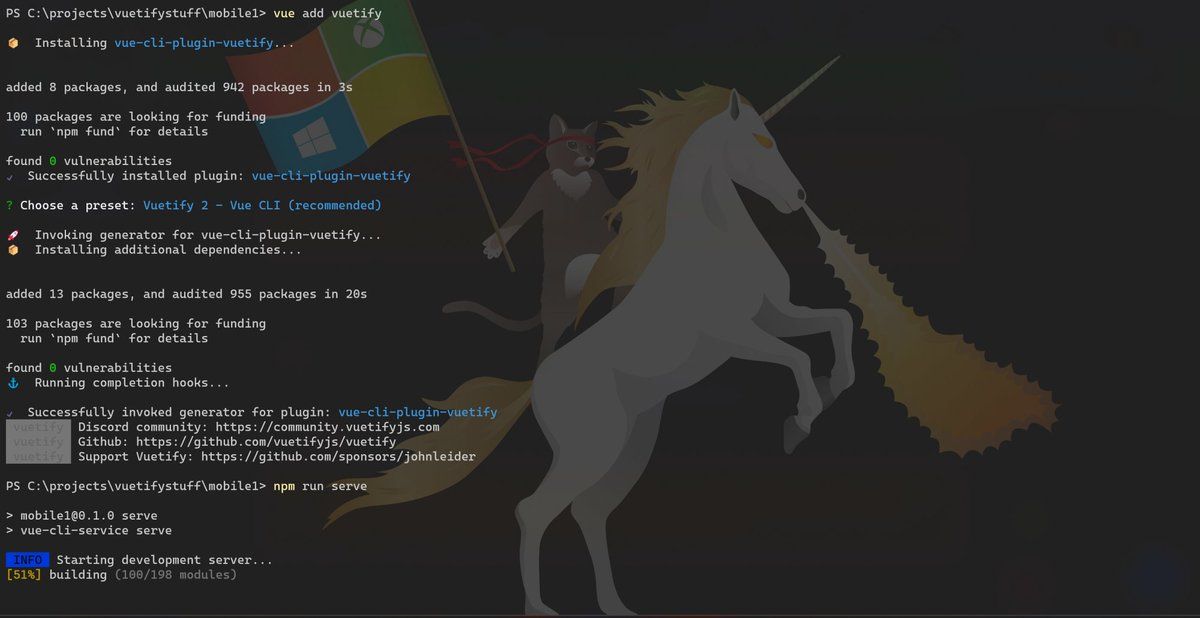 PS C:\projects\vuetifystuff\mobile1> vue add vuetify
Installing vue-cli-plugin-vuetify...
added 8 packages, and audited 942 packages in 3s
100 packages are looking for funding
run `npm fund` for details
found 0 vulnerabilities
✓ Successfully installed plugin: vue-cli-plugin-vuetify
? Choose a preset: Vuetify 2 - Vue CLI (recommended)
Invoking generator for vue-cli-plugin-vuetify...
Installing additional dependencies...
added 13 packages, and audited 955 packages in 20s
103 packages are looking for funding
run `npm fund` for details
found 0 vulnerabilities
Running completion hooks...
✓ Successfully invoked generator for plugin: vue-cli-plugin-vuetify
vuetify Discord community: https://community.vuetifyjs.com
vuetify Github: https://github.com/vuetifyjs/vuetify
vuetify Support Vuetify: https://github.com/sponsors/johnleider
PS C:\projects\vuetifystuff\mobile1> npm run serve
> mobile1@0.1.0 serve
> vue-cli-service serve
INFO Starting development server...
[51%] building (100/198 modules)